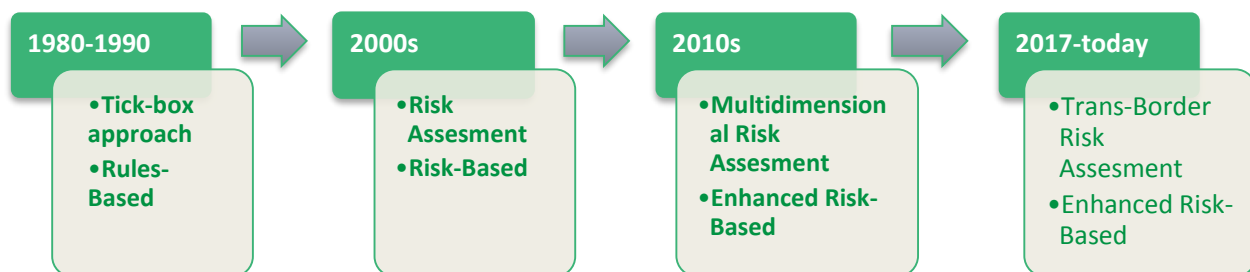 1980-1990
•Tick-box
approach
•Rules-
Based
2000s
•Risk
Assesment
•Risk-Based
2010s
•Multidimension
al Risk
Assesment
•Enhanced Risk-
Based
2017-today
•Trans-Border
Risk
Assesment
•Enhanced Risk-
Based